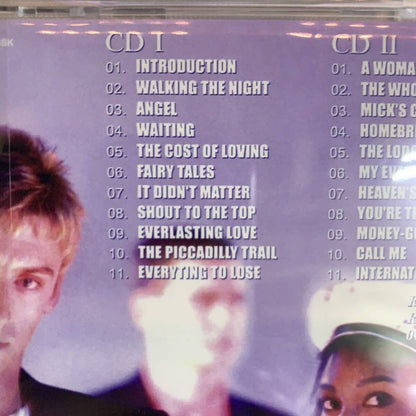 CD I
01. INTRODUCTION
02. WALKING THE NIGHT
03. ANGEL
04. WAITING
05. THE COST OF LOVING
06. FAIRY TALES
07. IT DIDN'T MATTER
08. SHOUT TO THE TOP
09. EVERLASTING LOVE
10. THE PICCADILLY TRAIL
11. EVERYTING TO LOSE
CD II
01. A WOMA
02. THE WHO
03. MICK'S C
04. HOMEBR
05. THE LOD
06. MY EV
07. HEAVEN'S
08. YOU'RE T
09. MONEY-G
10. CALL ME
11. INTERNAT